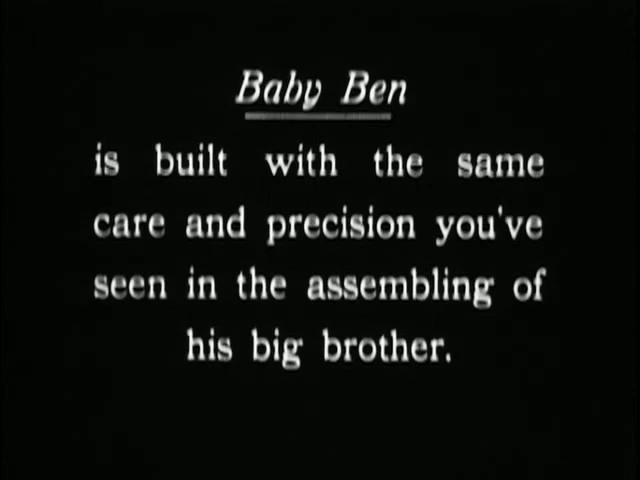 Baby Ben
is built with the same
care and precision you've
seen in the assembling of
his big brother.